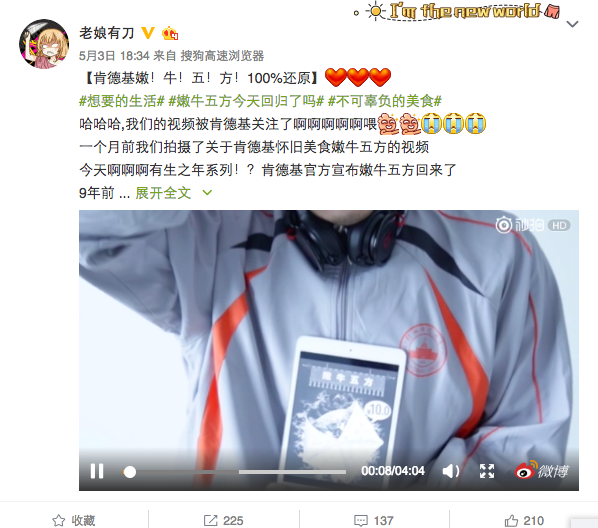 I'm the new world
老娘有刀 V
5月3日 18:34 来自 搜狗高速浏览器
【肯德基嫩！牛！五！方！100%还原】
#想要的生活# #嫩牛五方今天回归了吗# #不可辜负的美食#
哈哈哈,我们的视频被肯德基关注了啊啊啊啊啊喂
一个月前我们拍摄了关于肯德基怀旧美食嫩牛五方的视频
今天啊啊啊有生之年系列！？肯德基官方宣布嫩牛五方回来了
9年前 ... 展开全文
秒拍 HD
嫩牛五方
¥10.0
00:08/04:04
微博
收藏
225
137
210